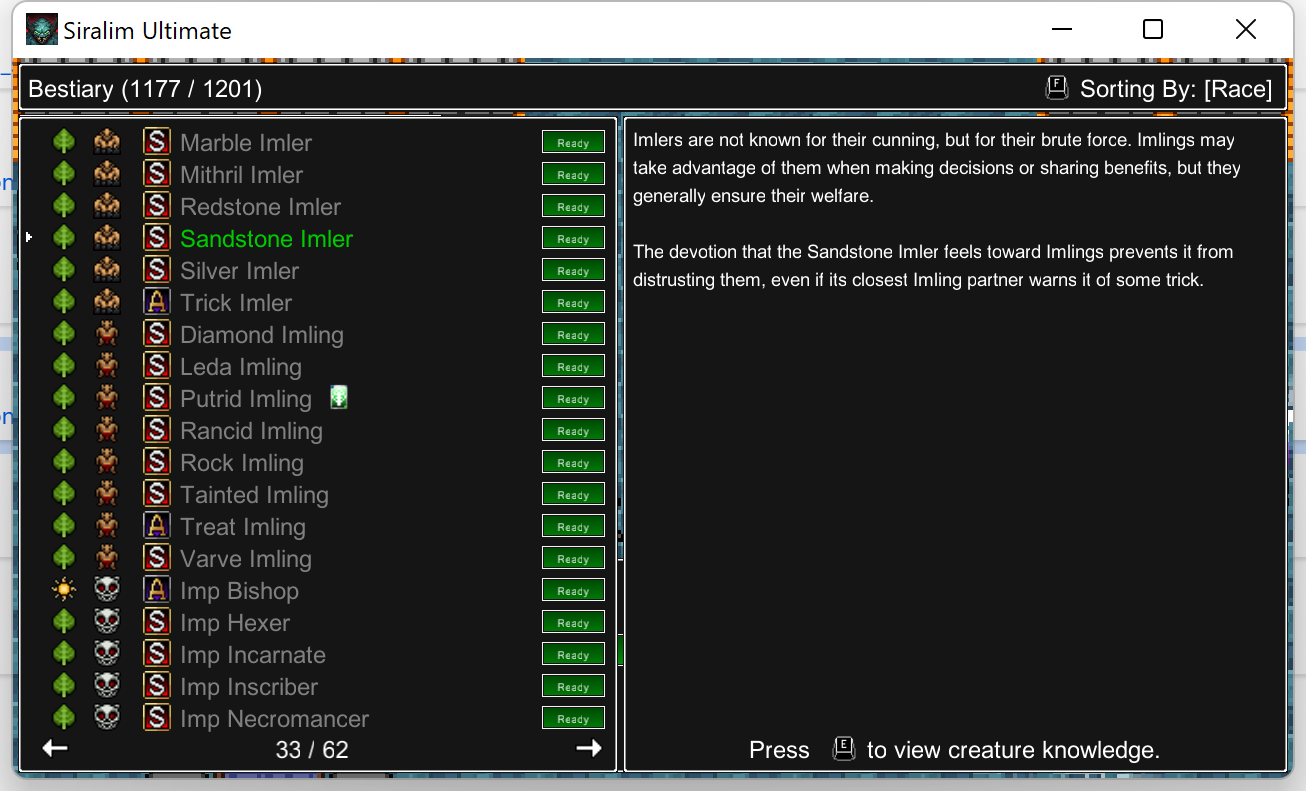 Siralim Ultimate
Bestiary (1177 / 1201)
F Sorting By: [Race]
S Marble Imler Ready
S Mithril Imler Ready
S Redstone Imler Ready
S Sandstone Imler Ready
S Silver Imler Ready
A Trick Imler Ready
S Diamond Imling Ready
S Leda Imling Ready
S Putrid Imling Ready
S Rancid Imling Ready
S Rock Imling Ready
S Tainted Imling Ready
A Treat Imling Ready
S Varve Imling Ready
A Imp Bishop Ready
S Imp Hexer Ready
S Imp Incarnate Ready
S Imp Inscriber Ready
S Imp Necromancer Ready
33 / 62
Imlers are not known for their cunning, but for their brute force. Imlings may
take advantage of them when making decisions or sharing benefits, but they
generally ensure their welfare.
The devotion that the Sandstone Imler feels toward Imlings prevents it from
distrusting them, even if its closest Imling partner warns it of some trick.
Press E to view creature knowledge.